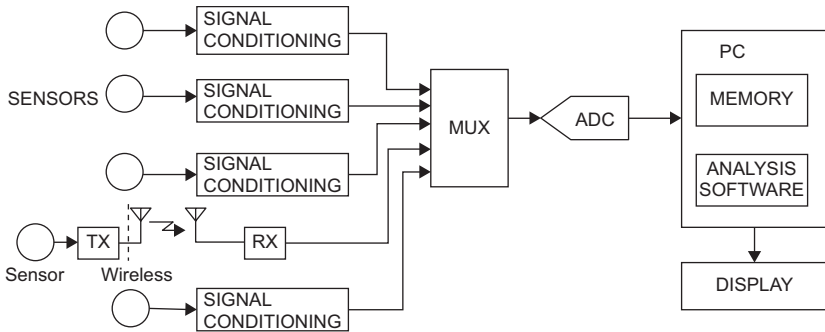 SIGNAL
CONDITIONING
SENSORS
SIGNAL
CONDITIONING
SIGNAL
CONDITIONING
TX
RX
Sensor
Wireless
SIGNAL
CONDITIONING
MUX
ADC
PC
MEMORY
ANALYSIS
SOFTWARE
DISPLAY